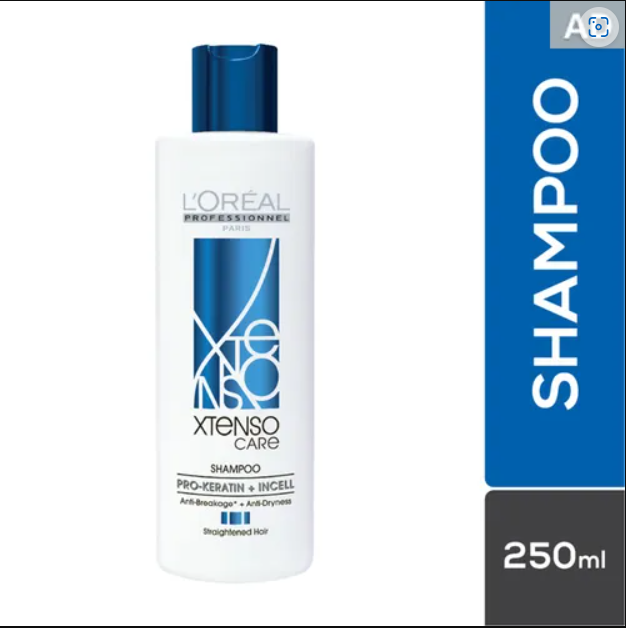 L'ORÉAL
PROFESSIONNEL
PARIS
XTENSO
XTENSO
CARE
SHAMPOO
PRO-KERATIN + INCELL
Anti-Breakage* + Anti-Dryness
Straightened Hair
SHAMPOO
250ml